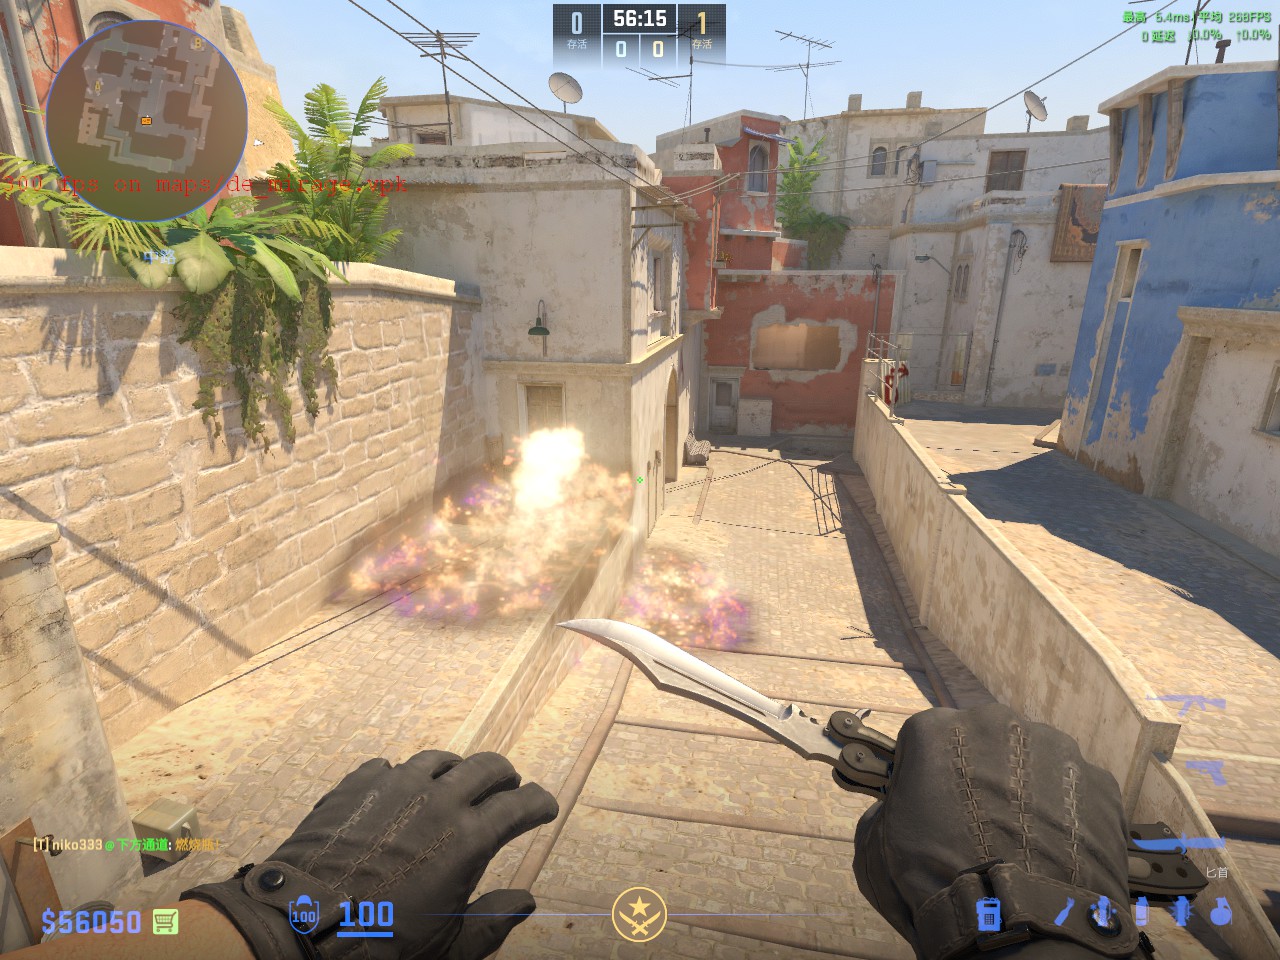 0
存活
56:15
0 0
1
存活
最高 5.4ms 平均 268FPS
0 延迟 ↓0.0% ↑0.0%
B
fps on maps/de_mirage.vpk
中路
[T] niko333@下方通道: 燃烧瓶!
匕首
$56050
100
100